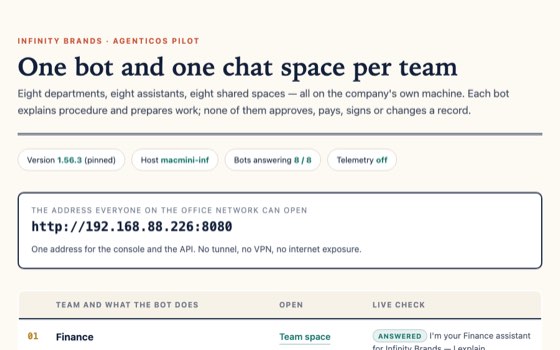 INFINITY BRANDS · AGENTICOS PILOT
One bot and one chat space per team
Eight departments, eight assistants, eight shared spaces — all on the company's own machine. Each bot
explains procedure and prepares work; none of them approves, pays, signs or changes a record.
Version 1.56.3 (pinned) Host macmini-inf Bots answering 8 / 8 Telemetry off
THE ADDRESS EVERYONE ON THE OFFICE NETWORK CAN OPEN
http://192.168.88.226:8080
One address for the console and the API. No tunnel, no VPN, no internet exposure.
TEAM AND WHAT THE BOT DOES OPEN LIVE CHECK
01 Finance Team space ANSWERED I'm your Finance assistant
for Infinity Brands — I explain